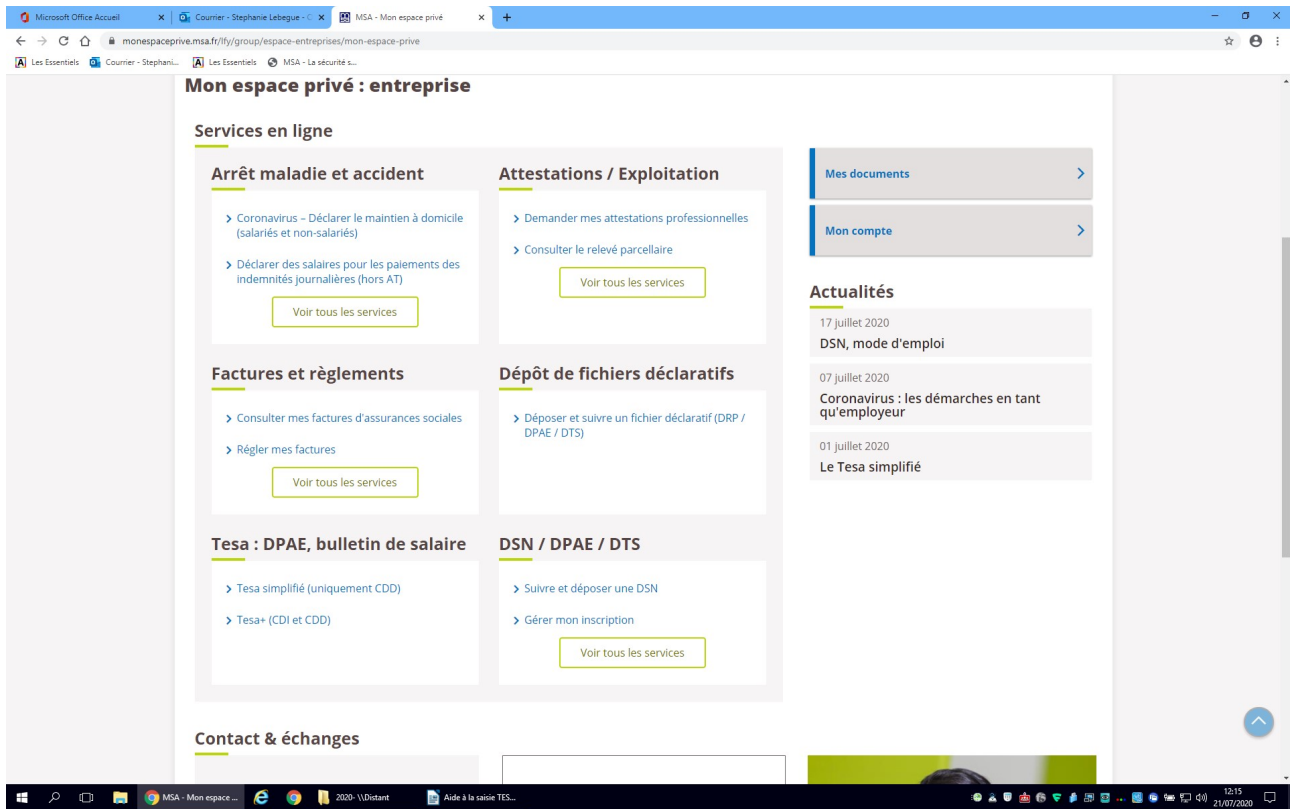 Microsoft Office Accueil
Courrier - Stephanie Lebegue - 
MSA - Mon espace privé
monespaceprive.msa.fr/lfy/group/espace-entreprises/mon-espace-prive
Les Essentiels
Courrier - Stephani...
Les Essentiels
MSA - La sécurité s...
Mon espace privé : entreprise
Services en ligne
Arrêt maladie et accident
Coronavirus – Déclarer le maintien à domicile
(salariés et non-salariés)
Déclarer des salaires pour les paiements des
indemnités journalières (hors AT)
Voir tous les services
Attestations / Exploitation
Demander mes attestations professionnelles
Consulter le relevé parcellaire
Voir tous les services
Factures et règlements
Consulter mes factures d'assurances sociales
Régler mes factures
Voir tous les services
Dépôt de fichiers déclaratifs
Déposer et suivre un fichier déclaratif (DRP /
DPAE / DTS)
Tesa : DPAE, bulletin de salaire
Tesa simplifié (uniquement CDD)
Tesa+ (CDI et CDD)
DSN / DPAE / DTS
Suivre et déposer une DSN
Gérer mon inscription
Voir tous les services
Mes documents
Mon compte
Actualités
17 juillet 2020
DSN, mode d'emploi
07 juillet 2020
Coronavirus : les démarches en tant
qu'employeur
01 juillet 2020
Le Tesa simplifié
Contact & échanges
MSA - Mon espace ...
2020- \\Distant
Aide à la saisie TES...
12:15
21/07/2020